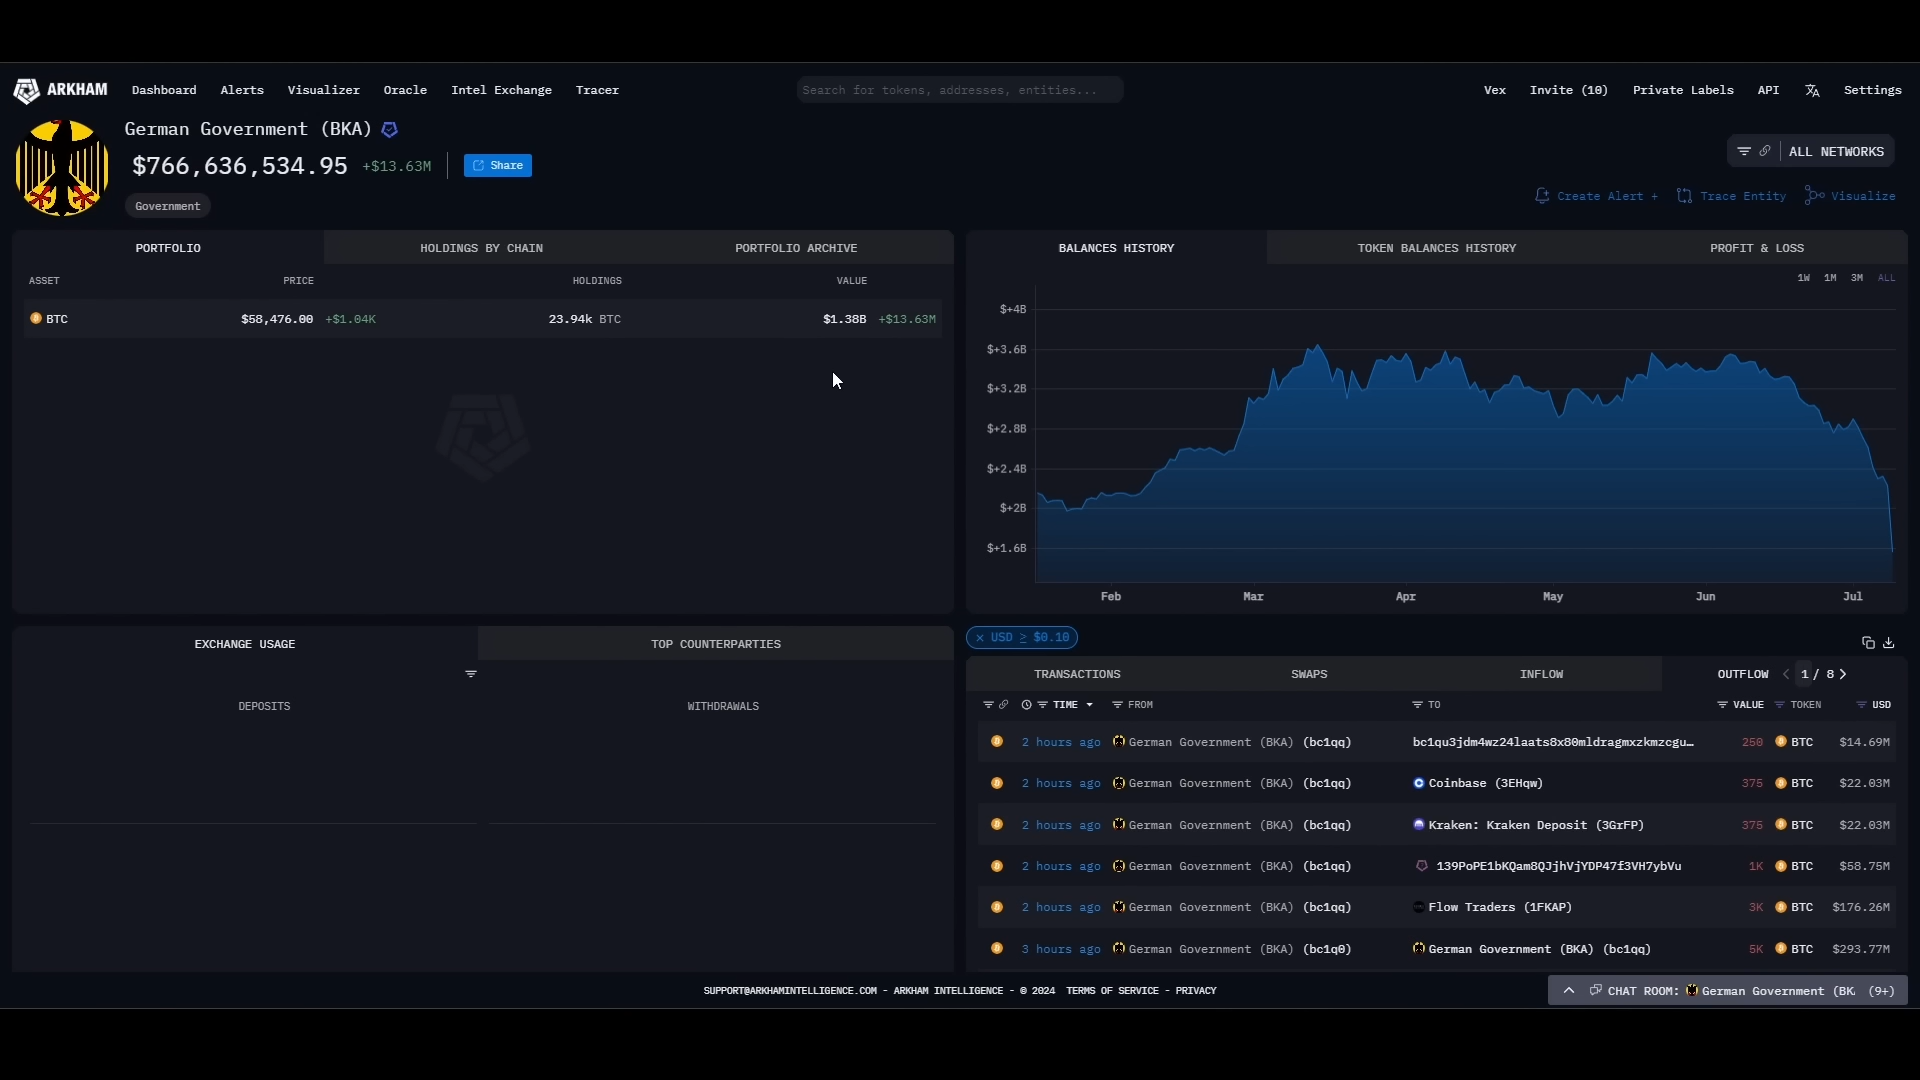 ARKHAM Dashboard Alerts Visualizer Oracle Intel Exchange Tracer Search for tokens, addresses, entities... Vex Invite (10) Private Labels API Settings
German Government (BKA)
$766,636,534.95 +$13.63M Share
Government
ALL NETWORKS
Create Alert + Trace Entity Visualize
PORTFOLIO HOLDINGS BY CHAIN PORTFOLIO ARCHIVE
ASSET PRICE HOLDINGS VALUE
BTC $58,476.00 +$1.04K 23.94k BTC $1.38B +$13.63M
BALANCES HISTORY TOKEN BALANCES HISTORY PROFIT & LOSS
1W 1M 3M ALL
$+4B
$+3.6B
$+3.2B
$+2.8B
$+2.4B
$+2B
$+1.6B
Feb Mar Apr May Jun Jul
EXCHANGE USAGE TOP COUNTERPARTIES
DEPOSITS WITHDRAWALS
× USD ≥ $0.10
TRANSACTIONS SWAPS INFLOW OUTFLOW < 1 / 8 >
TIME FROM TO VALUE TOKEN USD
2 hours ago German Government (BKA) (bc1qq) bc1qu3jdm4wz24laats8x80mldragmxzkmzcgu… 250 BTC $14.69M
2 hours ago German Government (BKA) (bc1qq) Coinbase (3EHqw) 375 BTC $22.03M
2 hours ago German Government (BKA) (bc1qq) Kraken: Kraken Deposit (3GrFP) 375 BTC $22.03M
2 hours ago German Government (BKA) (bc1qq) 139PoPE1bKQam8QJjhVjYDP47f3VH7ybVu 1K BTC $58.75M
2 hours ago German Government (BKA) (bc1qq) Flow Traders (1FKAP) 3K BTC $176.26M
3 hours ago German Government (BKA) (bc1q0) German Government (BKA) (bc1qq) 5K BTC $293.77M
SUPPORT@ARKHAMINTELLIGENCE.COM - ARKHAM INTELLIGENCE - © 2024 TERMS OF SERVICE - PRIVACY
CHAT ROOM: German Government (BK (9+)